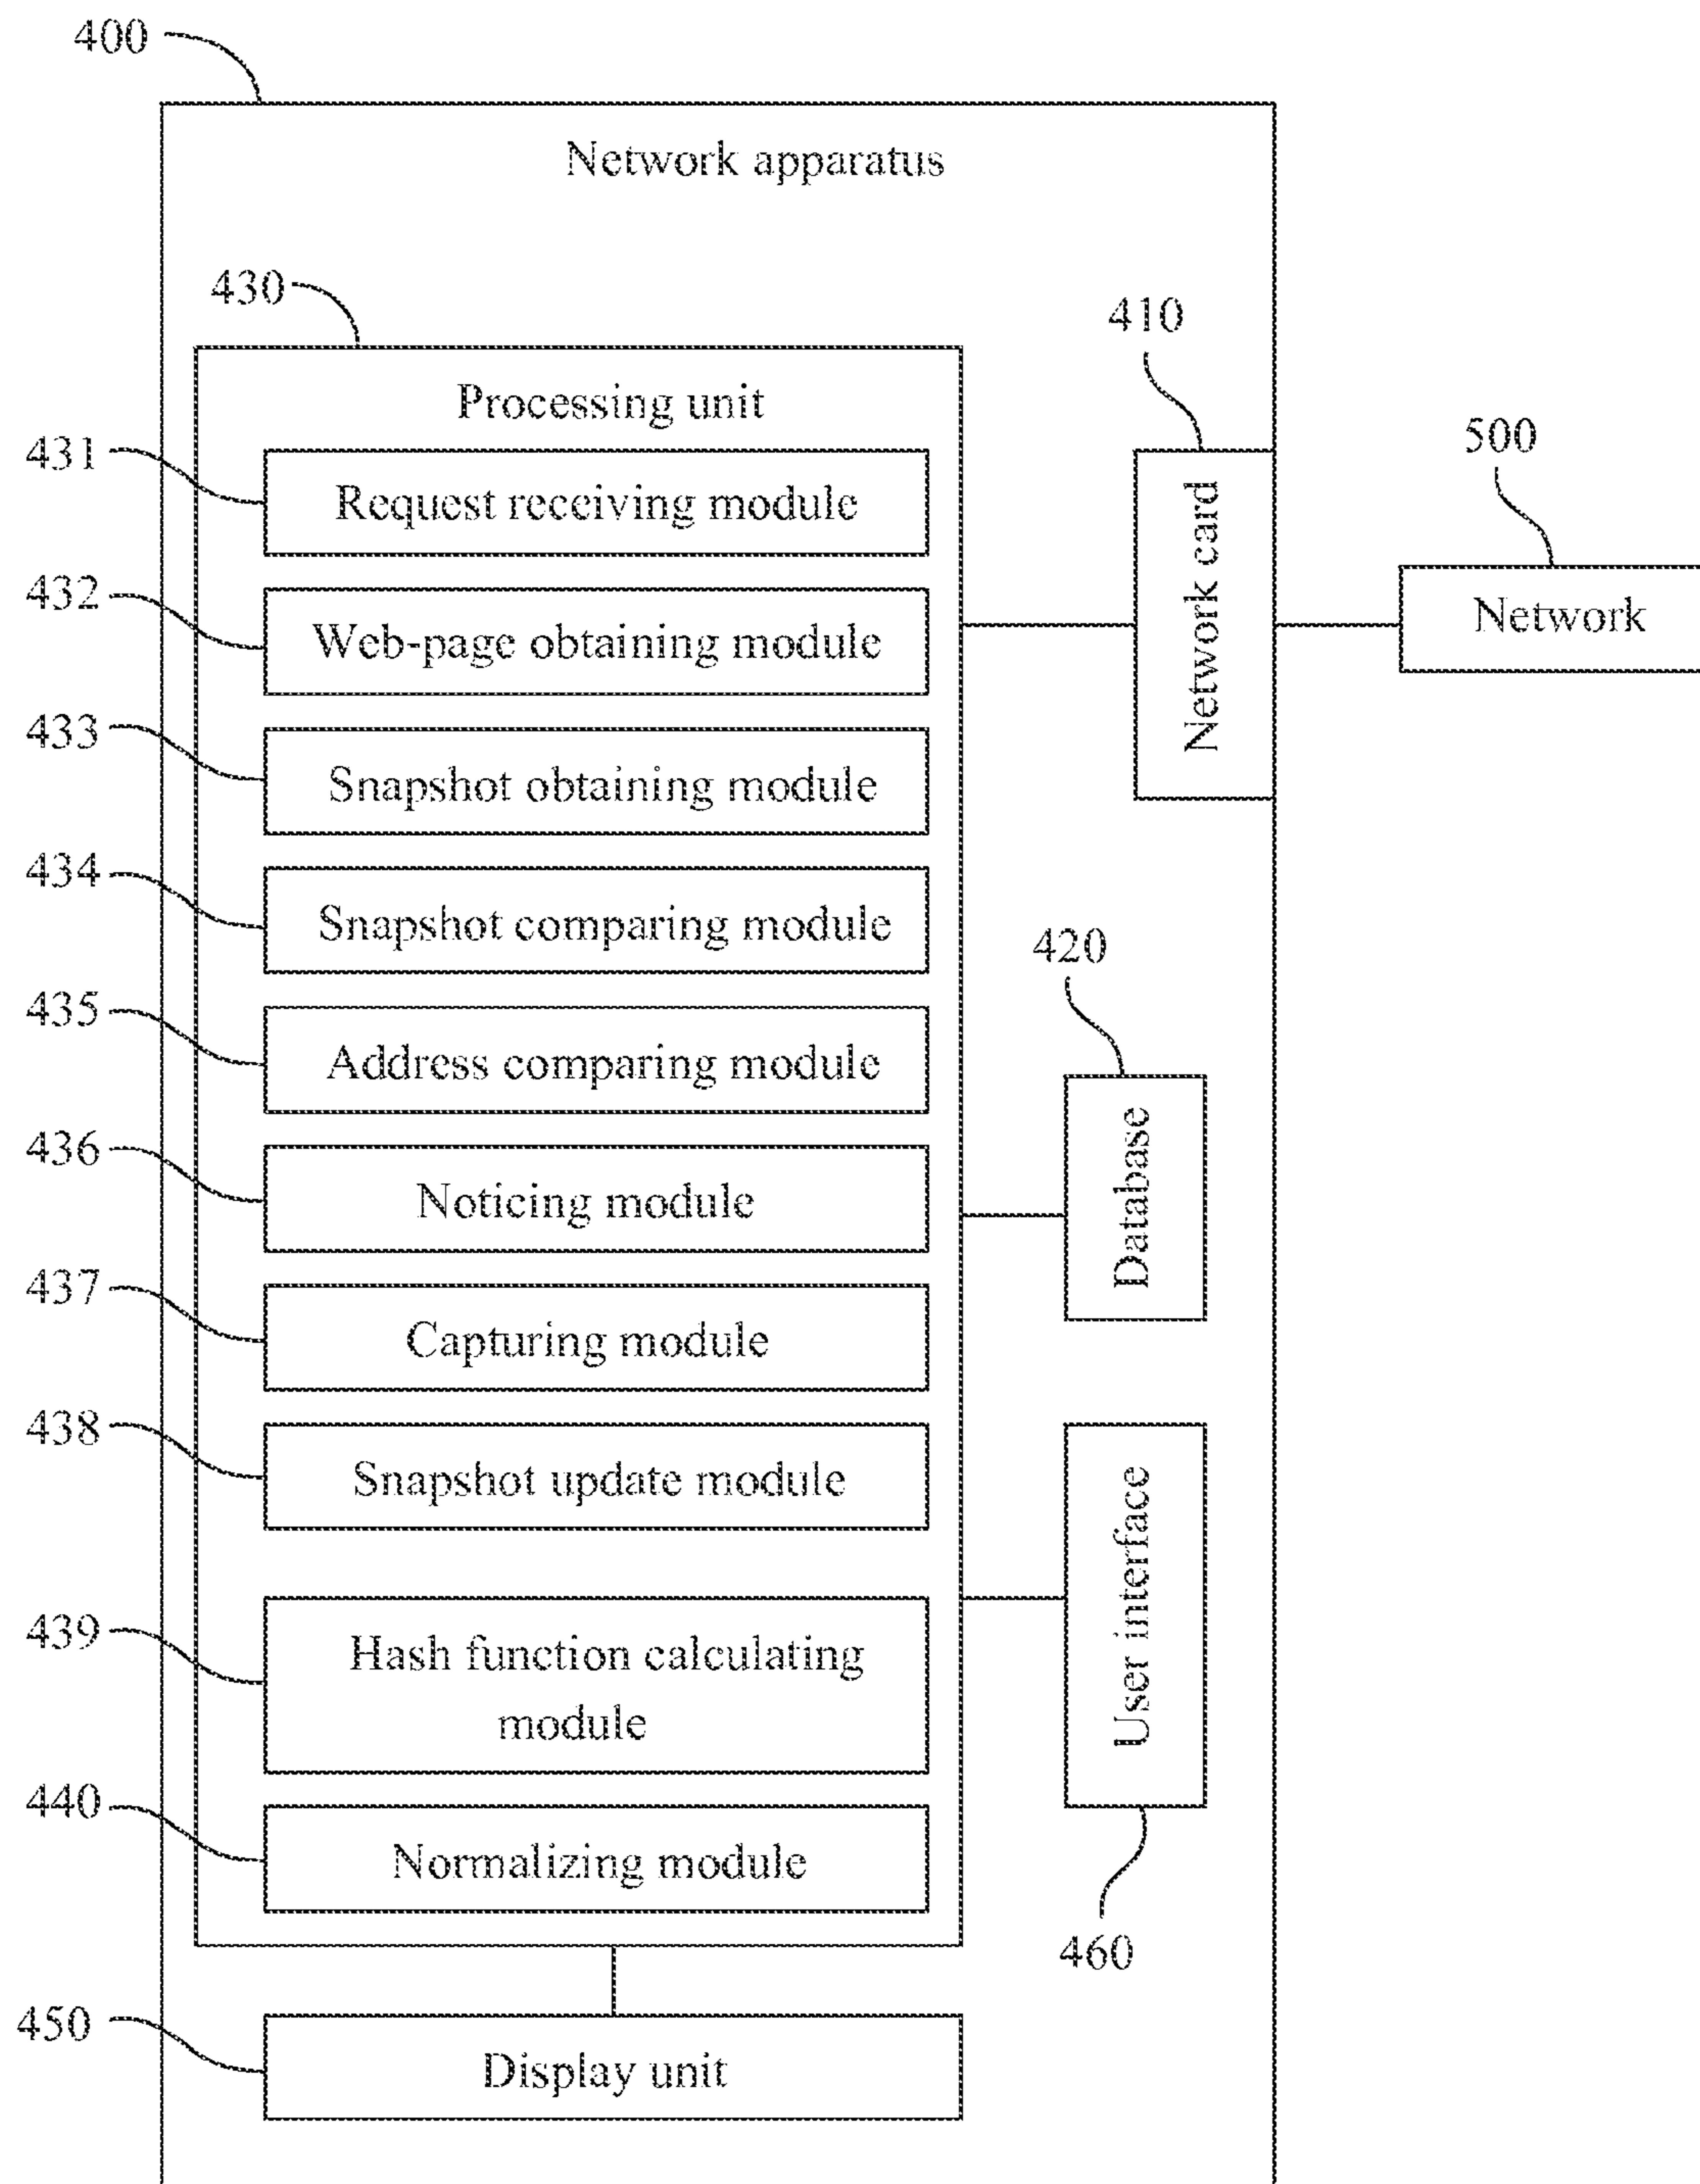 400
Network apparatus
430
410
Processing unit
500
431
Request receiving module
Network card
432
Web-page obtaining module
Network
433
Snapshot obtaining module
434
Snapshot comparing module
420
435
Address comparing module
Database
436
Noticing module
437
Capturing module
438
Snapshot update module
User interface
439
Hash function calculating
module
440
Normalizing module
460
450
Display unit